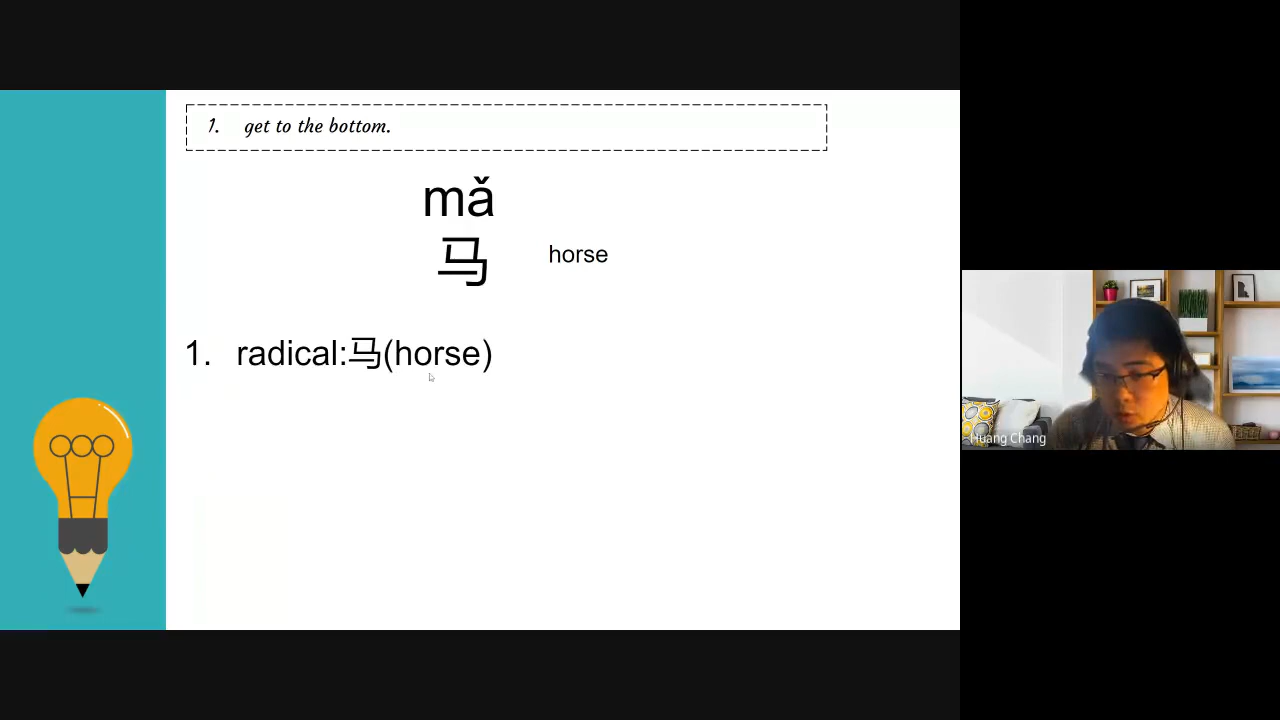 1. get to the bottom.
mǎ
马 horse
1. radical:马(horse)
Huang Chang